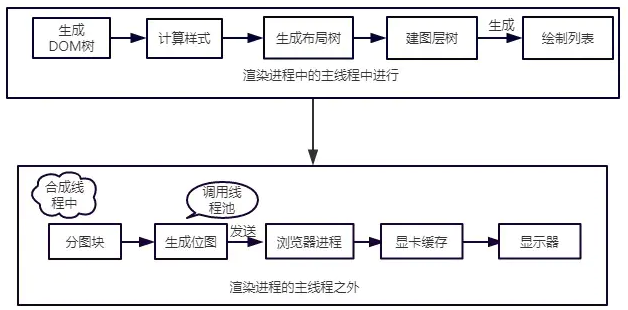 生成
DOM树
计算样式
生成布局树
建图层树
生成
绘制列表
渲染进程中的主线程中进行
合成线
程中
调用线
程池
分图块
生成位图
发送
浏览器进程
显卡缓存
显示器
渲染进程的主线程之外